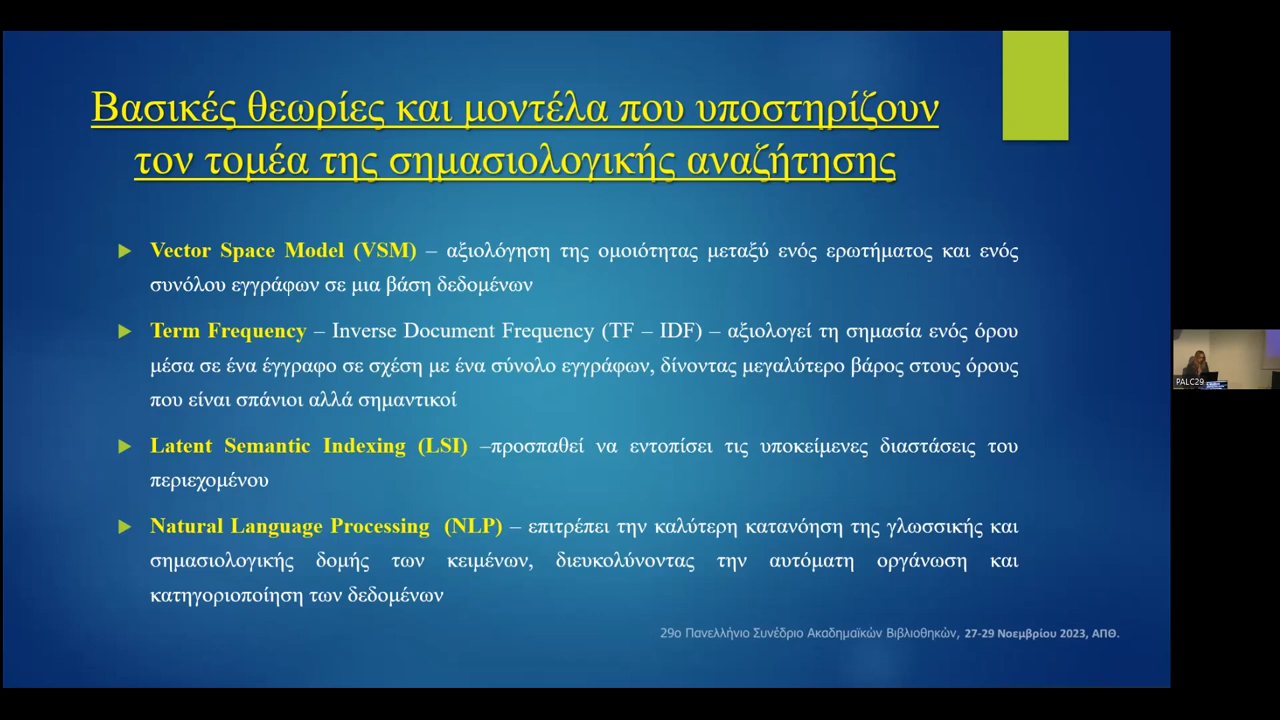 Βασικές θεωρίες και μοντέλα που υποστηρίζουν
τον τομέα της σημασιολογικής αναζήτησης
Vector Space Model (VSM) – αξιολόγηση της ομοιότητας μεταξύ ενός ερωτήματος και ενός
συνόλου εγγράφων σε μια βάση δεδομένων
Term Frequency – Inverse Document Frequency (TF – IDF) – αξιολογεί τη σημασία ενός όρου
μέσα σε ένα έγγραφο σε σχέση με ένα σύνολο εγγράφων, δίνοντας μεγαλύτερο βάρος στους όρους
που είναι σπάνιοι αλλά σημαντικοί
Latent Semantic Indexing (LSI) –προσπαθεί να εντοπίσει τις υποκείμενες διαστάσεις του
περιεχομένου
Natural Language Processing (NLP) – επιτρέπει την καλύτερη κατανόηση της γλωσσικής και
σημασιολογικής δομής των κειμένων, διευκολύνοντας την αυτόματη οργάνωση και
κατηγοριοποίηση των δεδομένων
29ο Πανελλήνιο Συνέδριο Ακαδημαϊκών Βιβλιοθηκών, 27-29 Νοεμβρίου 2023, ΑΠΘ.
PALC29